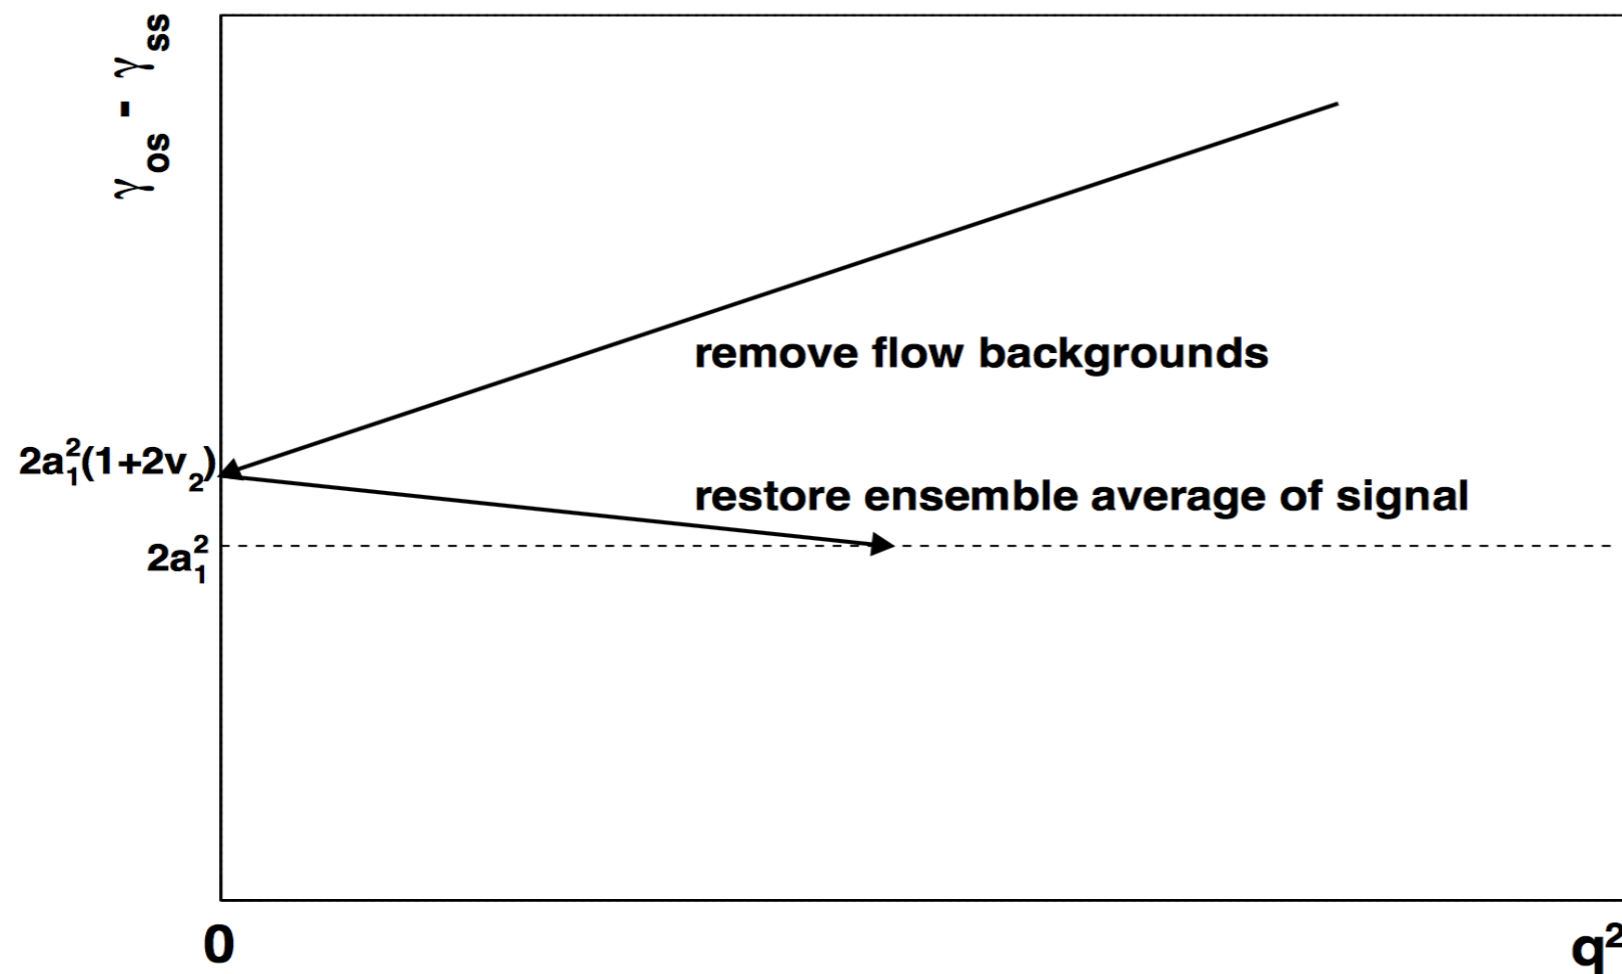 γos - γss
remove flow backgrounds
2a₁²(1+2v₂)
restore ensemble average of signal
2a₁²
0
q²